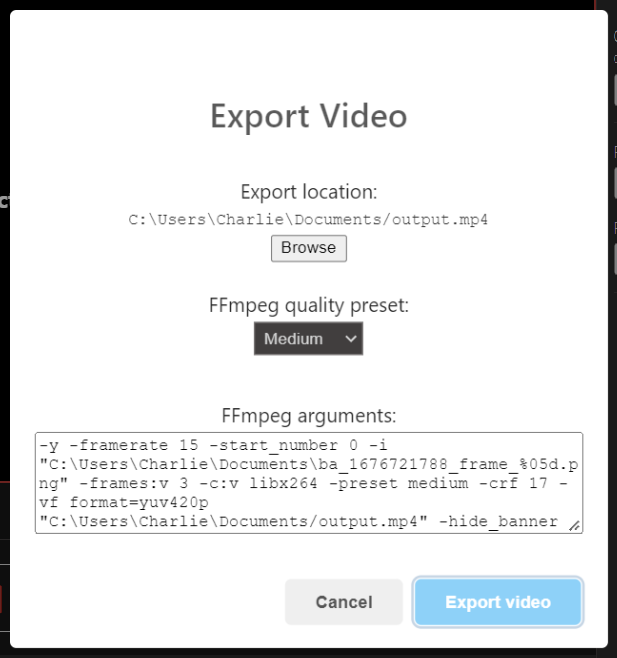 Export Video
Export location:
C:\Users\Charlie\Documents/output.mp4
Browse
FFmpeg quality preset:
Medium
FFmpeg arguments:
-y -framerate 15 -start_number 0 -i
"C:\Users\Charlie\Documents\ba_1676721788_frame_%05d.p
ng" -frames:v 3 -c:v libx264 -preset medium -crf 17 -
vf format=yuv420p
"C:\Users\Charlie\Documents/output.mp4" -hide_banner
Cancel
Export video